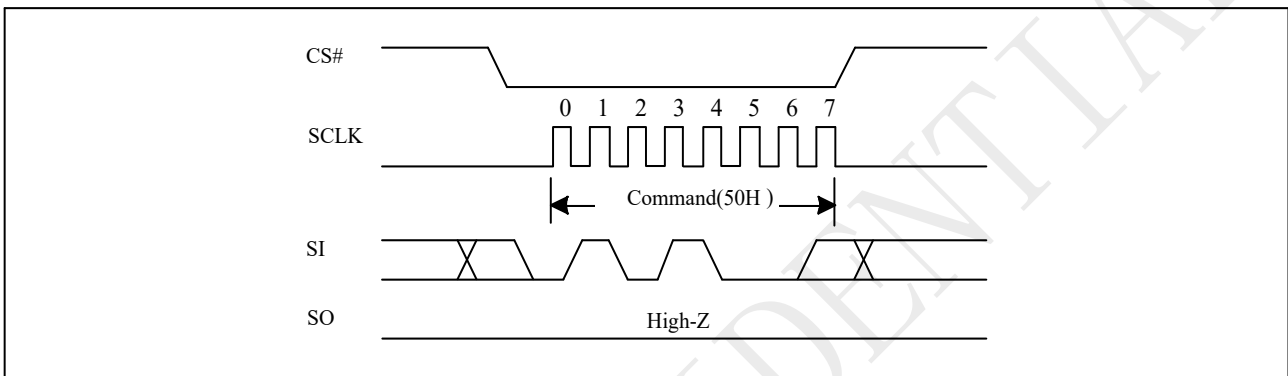 CS#
0 1 2 3 4 5 6 7
SCLK
Command(50H )
SI
SO
High-Z